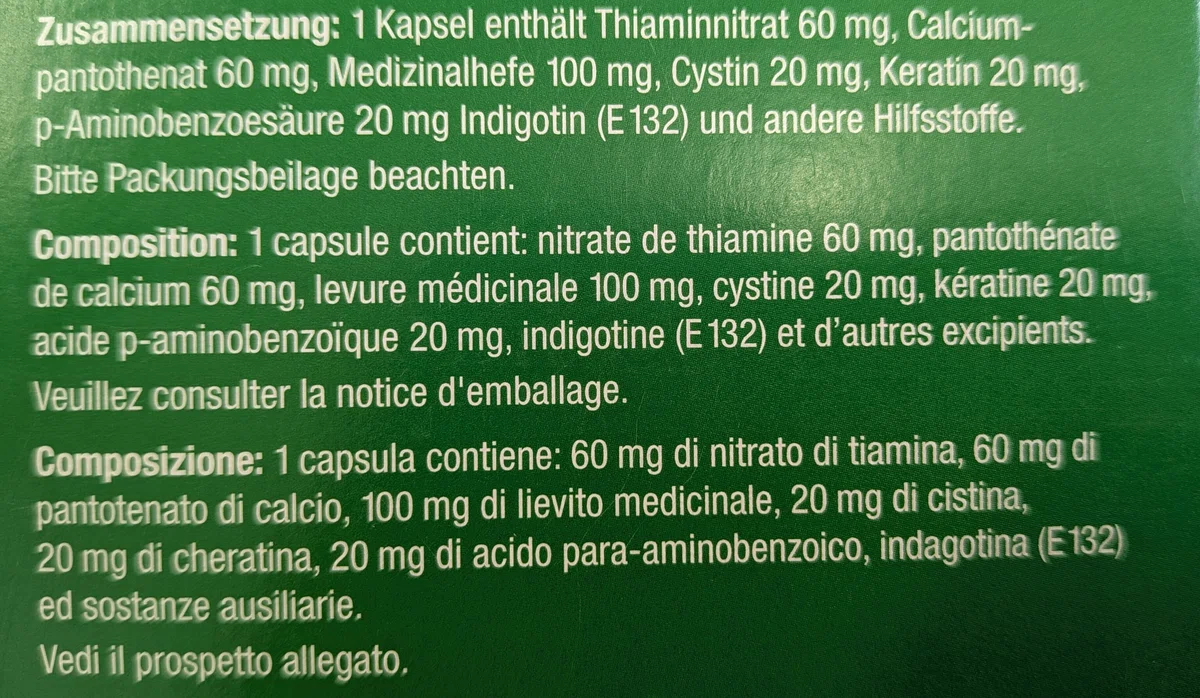 Zusammensetzung: 1 Kapsel enthält Thiaminnitrat 60 mg, Calcium-
pantothenat 60 mg, Medizinalhefe 100 mg, Cystin 20 mg, Keratin 20 mg,
p-Aminobenzoesäure 20 mg Indigotin (E 132) und andere Hilfsstoffe.
Bitte Packungsbeilage beachten.
Composition: 1 capsule contient: nitrate de thiamine 60 mg, pantothénate
de calcium 60 mg, levure médicinale 100 mg, cystine 20 mg, kératine 20 mg,
acide p-aminobenzoïque 20 mg, indigotine (E 132) et d’autres excipients.
Veuillez consulter la notice d'emballage.
Composizione: 1 capsula contiene: 60 mg di nitrato di tiamina, 60 mg di
pantotenato di calcio, 100 mg di lievito medicinale, 20 mg di cistina,
20 mg di cheratina, 20 mg di acido para-aminobenzoico, indagotina (E 132)
ed sostanze ausiliarie.
Vedi il prospetto allegato.